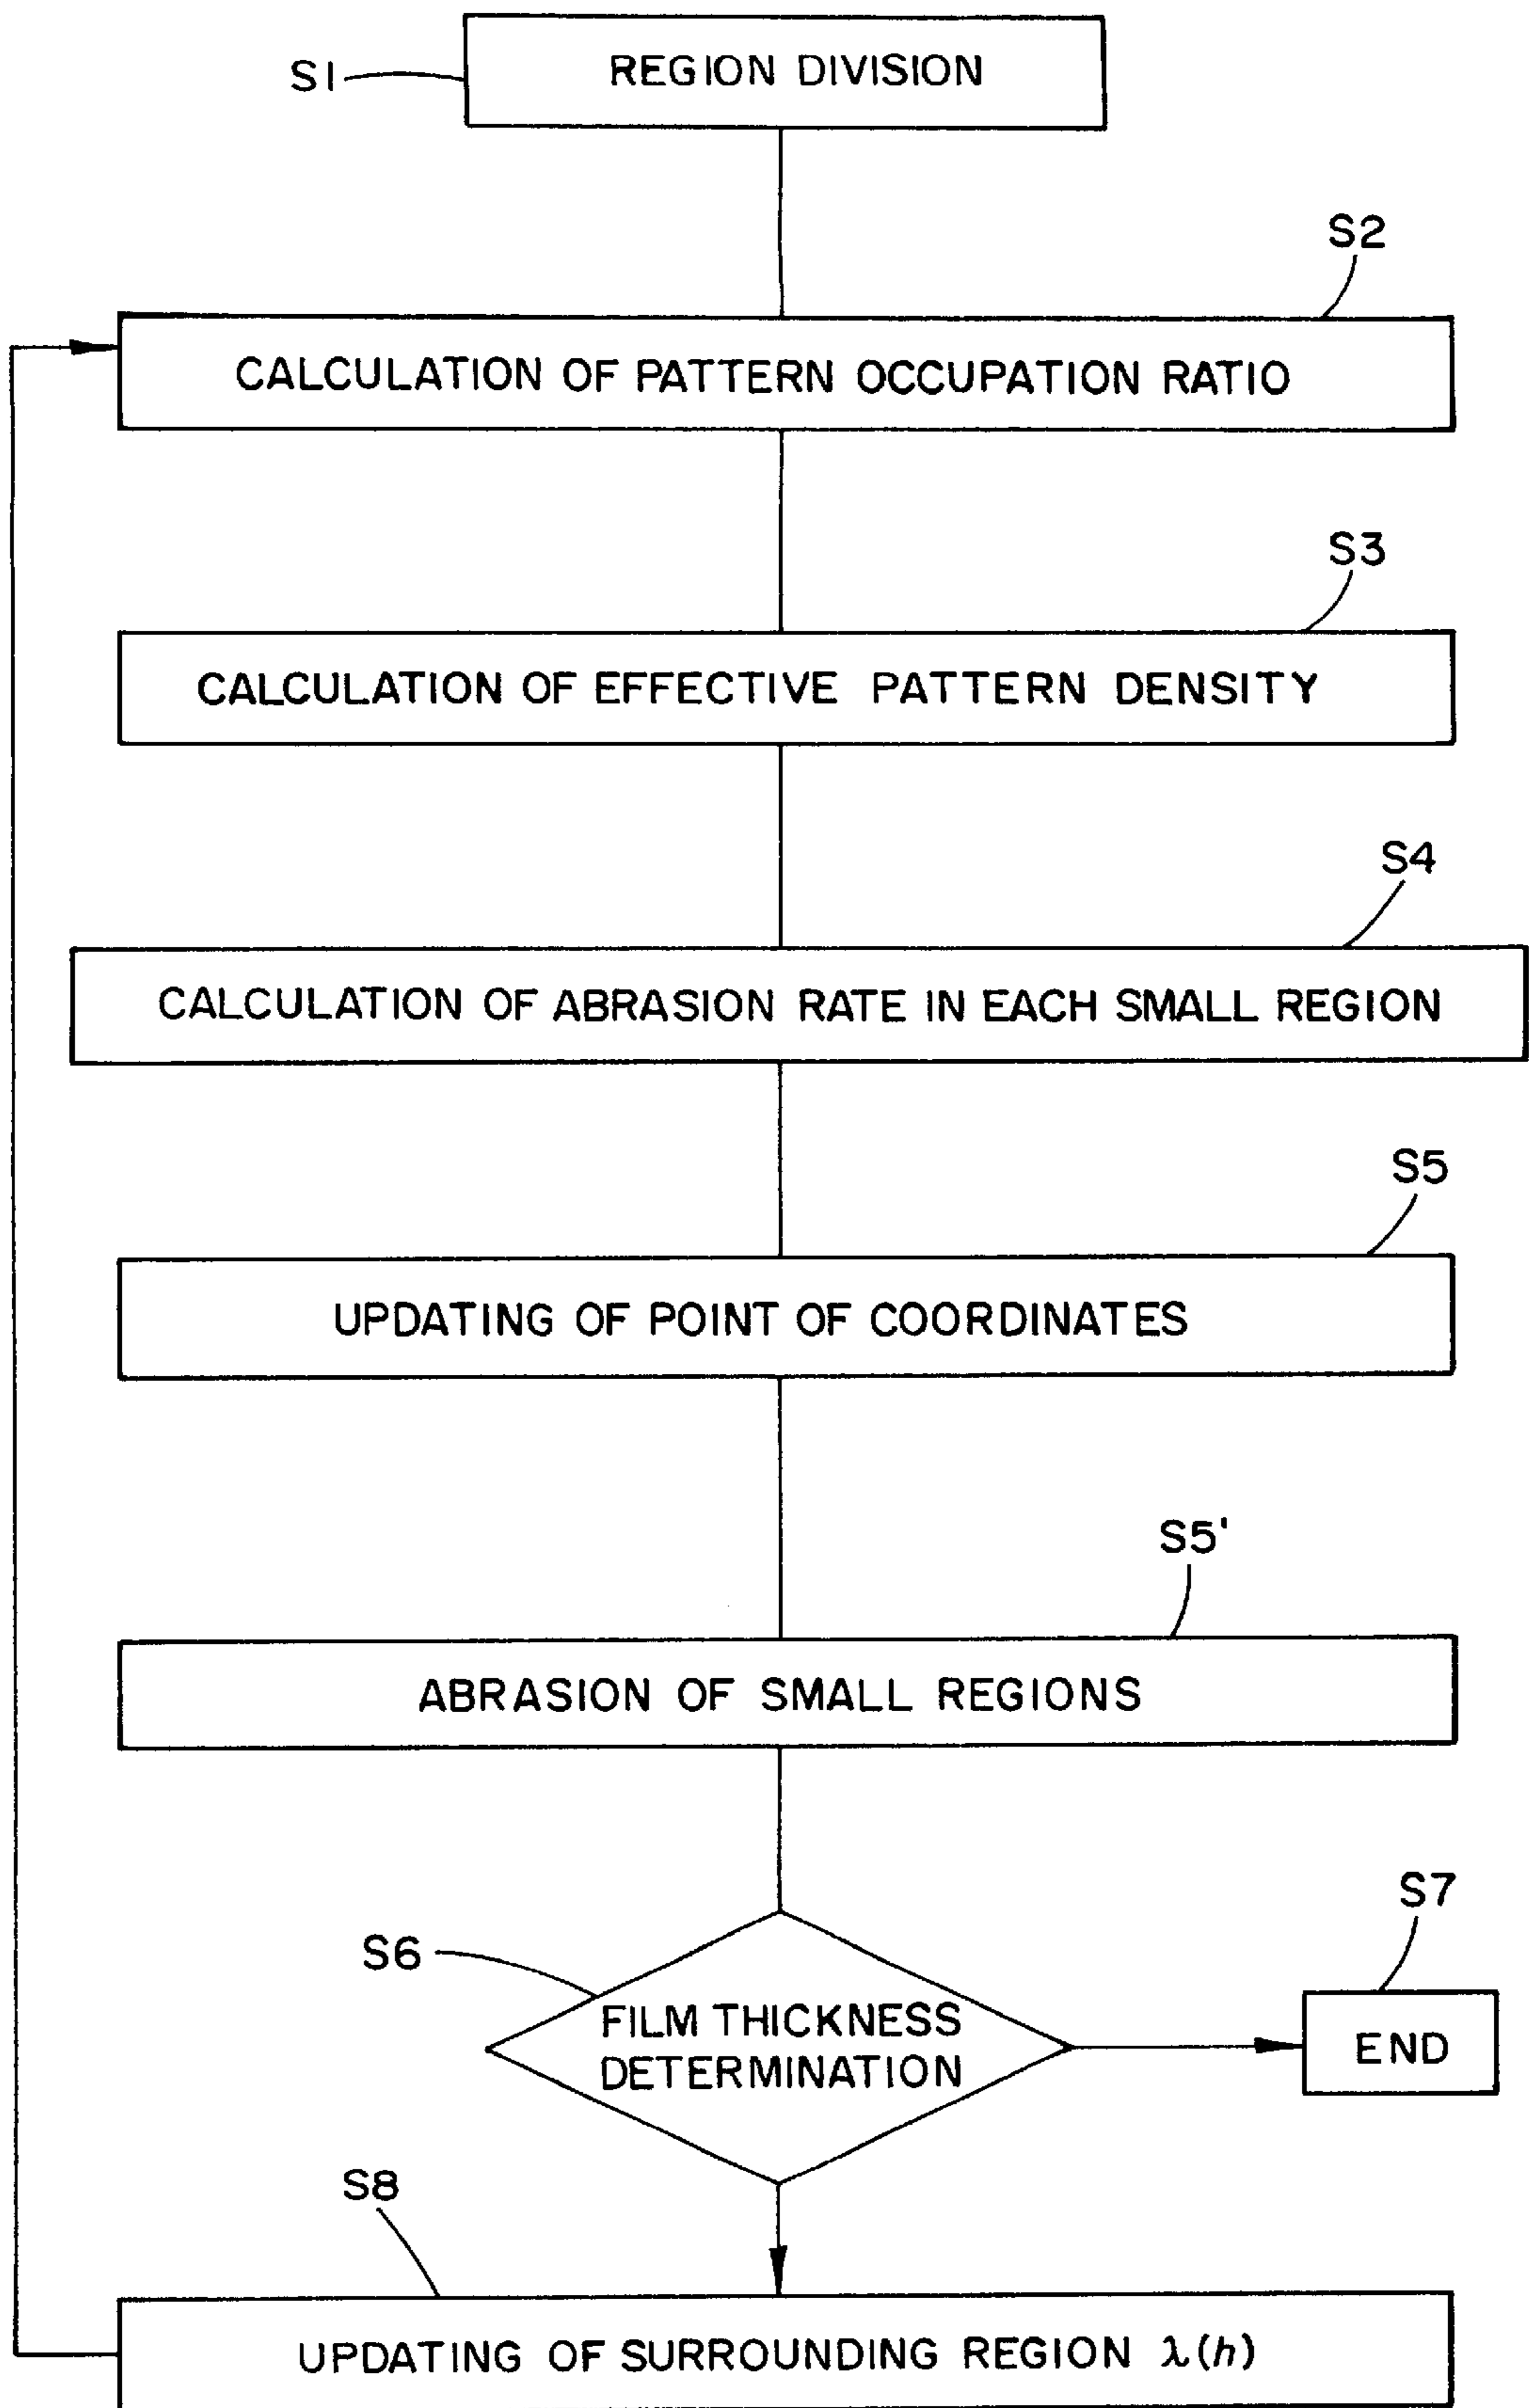 S1
REGION DIVISION
S2
CALCULATION OF PATTERN OCCUPATION RATIO
S3
CALCULATION OF EFFECTIVE PATTERN DENSITY
S4
CALCULATION OF ABRASION RATE IN EACH SMALL REGION
S5
UPDATING OF POINT OF COORDINATES
S5'
ABRASION OF SMALL REGIONS
S6
FILM THICKNESS
DETERMINATION
S7
END
S8
UPDATING OF SURROUNDING REGION λ(h)